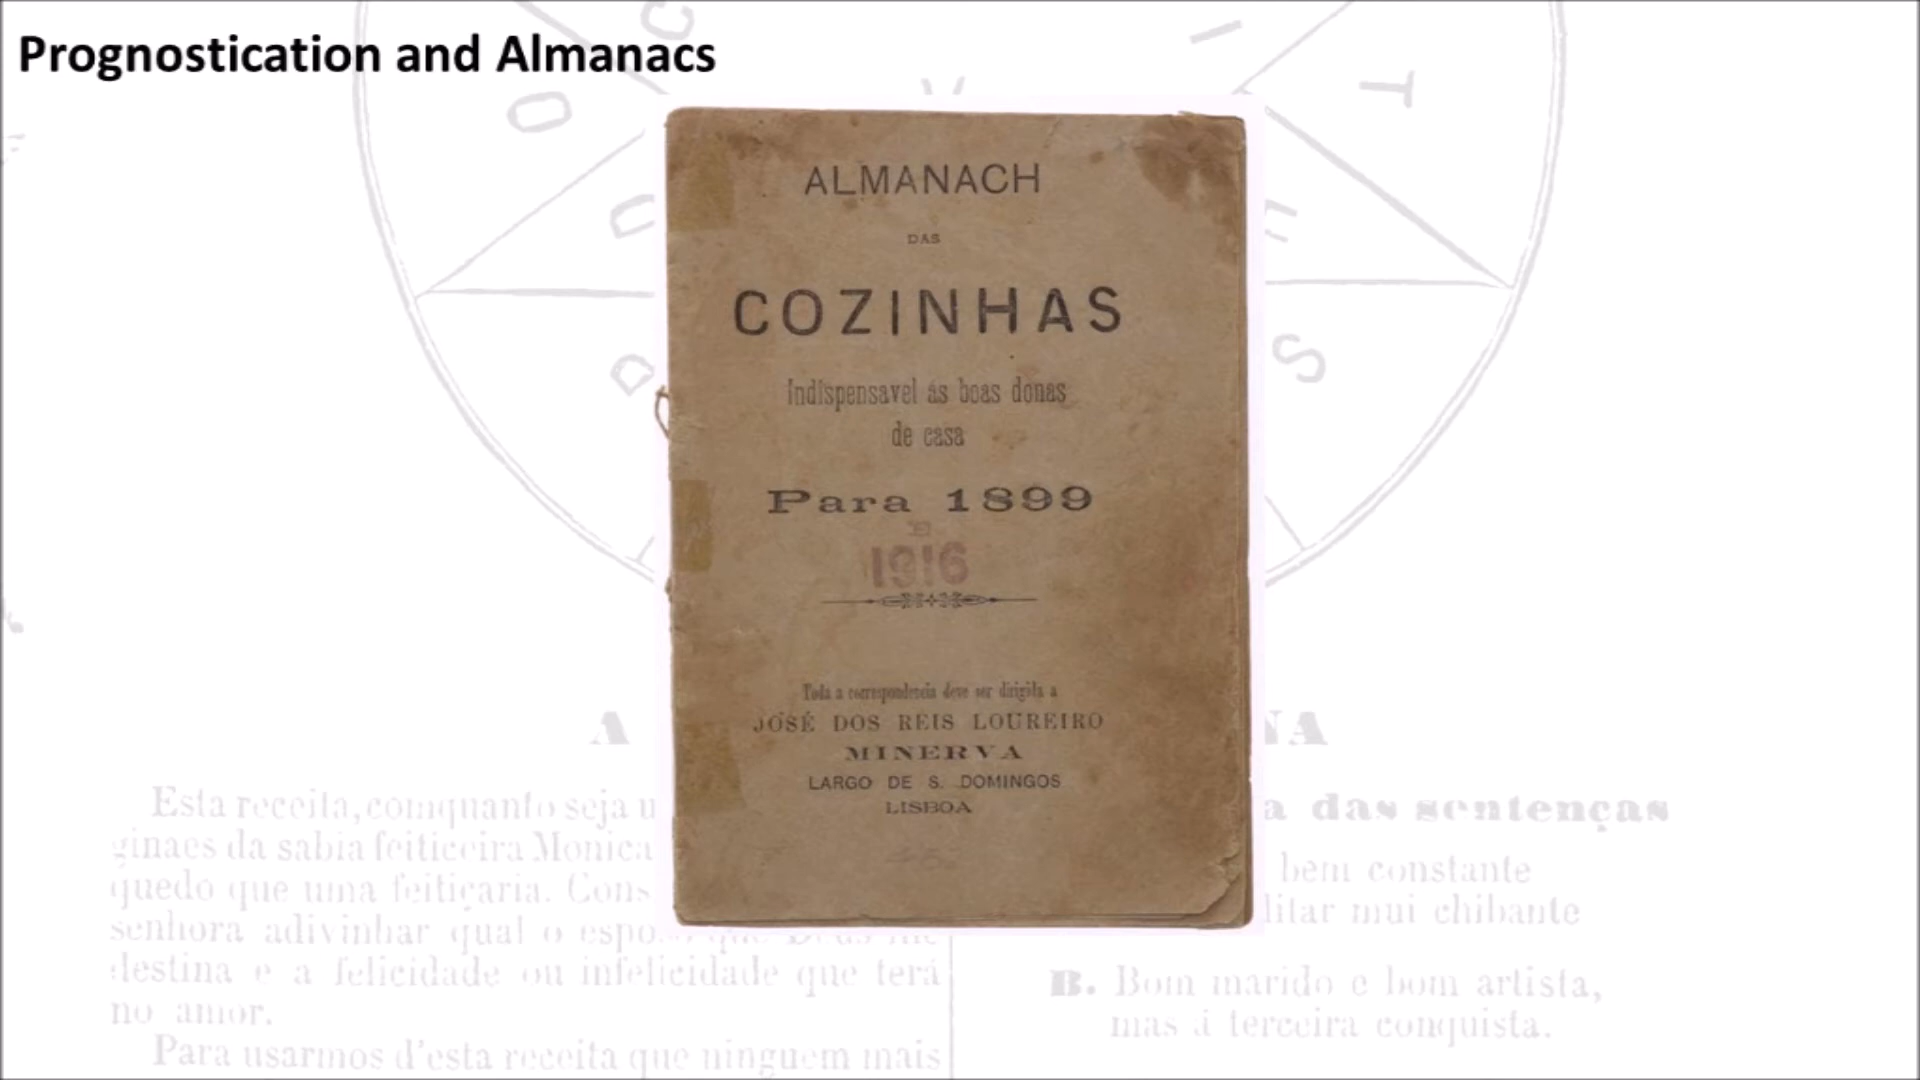 Prognostication and Almanacs
ALMANACH
DAS
COZINHAS
Indispensavel ás boas donas
de casa
Para 1899
E
1916
Toda a correspondencia deve ser dirigida a
JOSÉ DOS REIS LOUREIRO
MINERVA
LARGO DE S. DOMINGOS
LISBOA
Esta receita, comquanto seja
ginaes da sabia feiticeira Monica
quedo que uma feitiçaria.
senhora adivinhar qual o
destina e a felicidade ou infelicidade que terá
no amor.
Para usarmos d'esta receita que ninguem mais
das sentenças
bem constante
mui chibante
B. Bom marido e bom artista,
mas á terceira conquista.